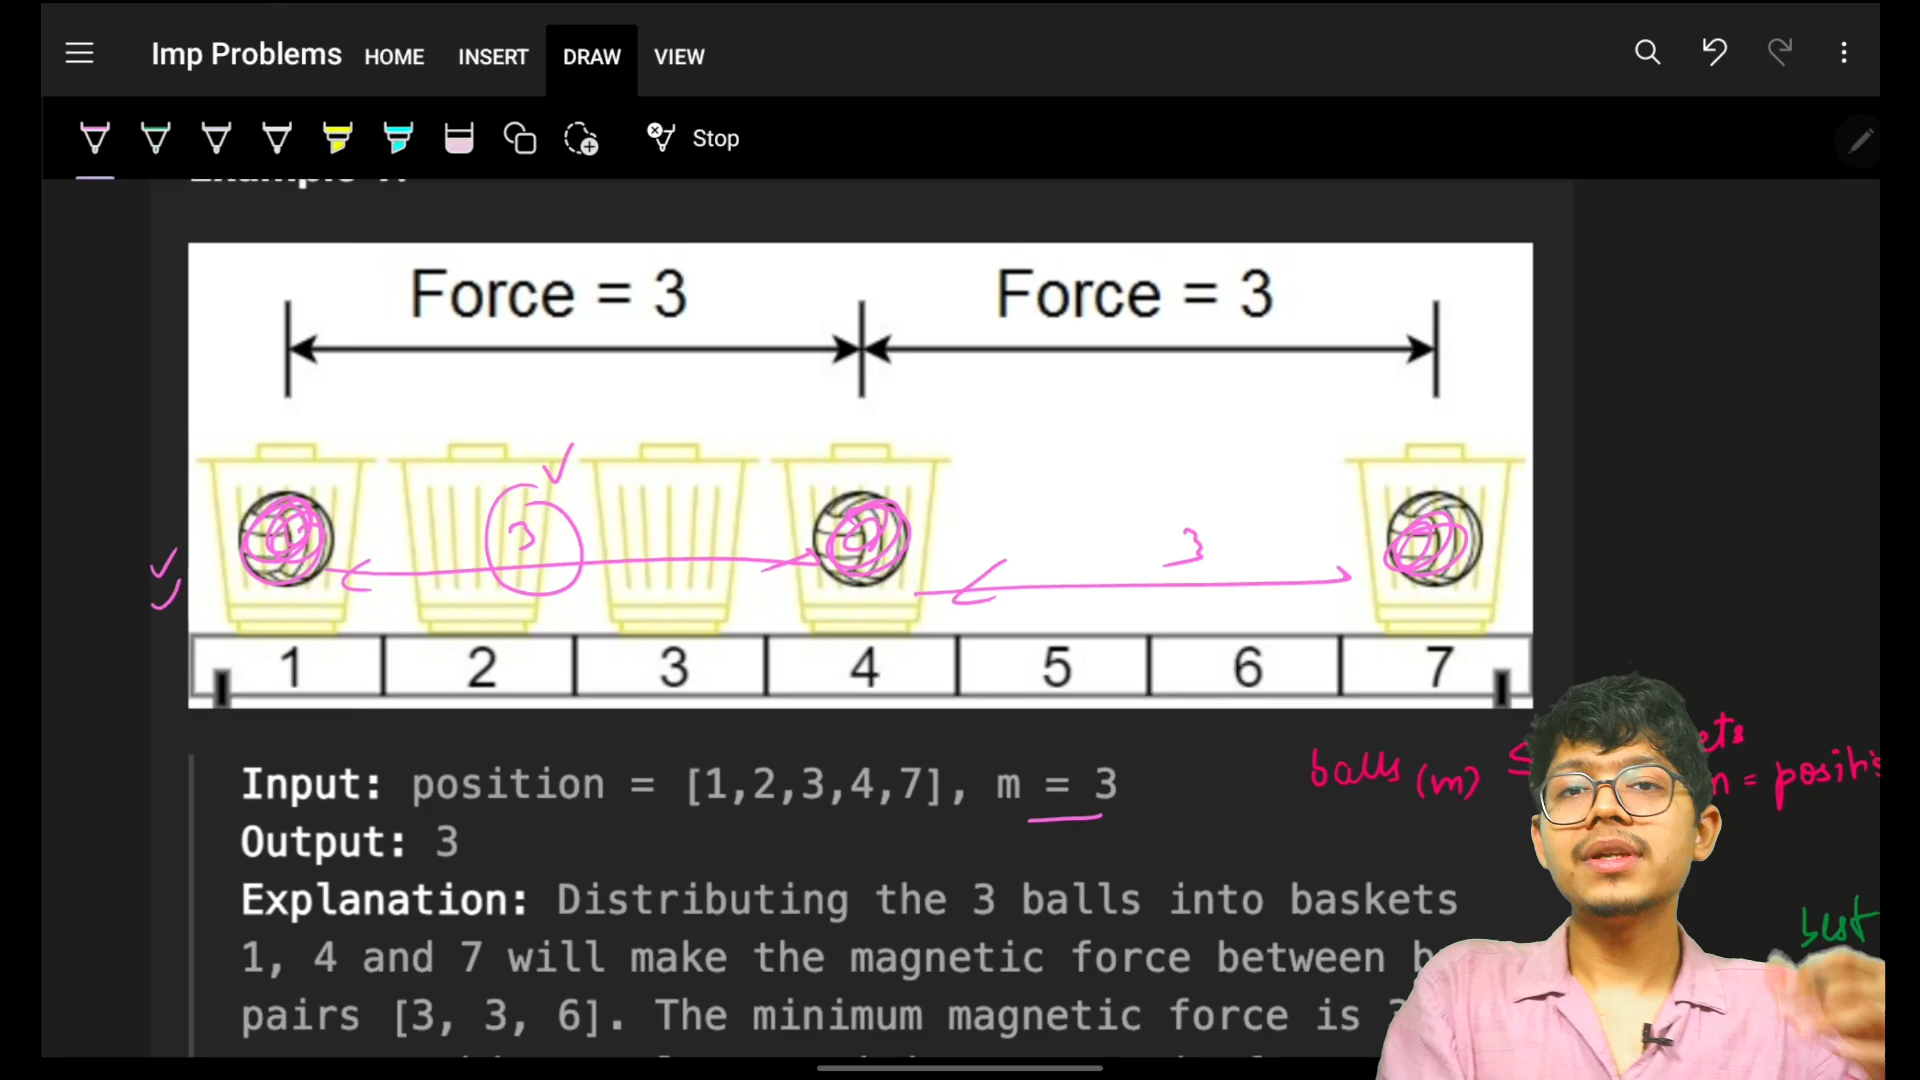 Imp Problems HOME INSERT DRAW VIEW
Stop
Force = 3 Force = 3
3 3
1 2 3 4 5 6 7
Input: position = [1,2,3,4,7], m = 3
balls (m) ≤
n = positi
Output: 3
Explanation: Distributing the 3 balls into baskets
best
1, 4 and 7 will make the magnetic force between b
pairs [3, 3, 6]. The minimum magnetic force is